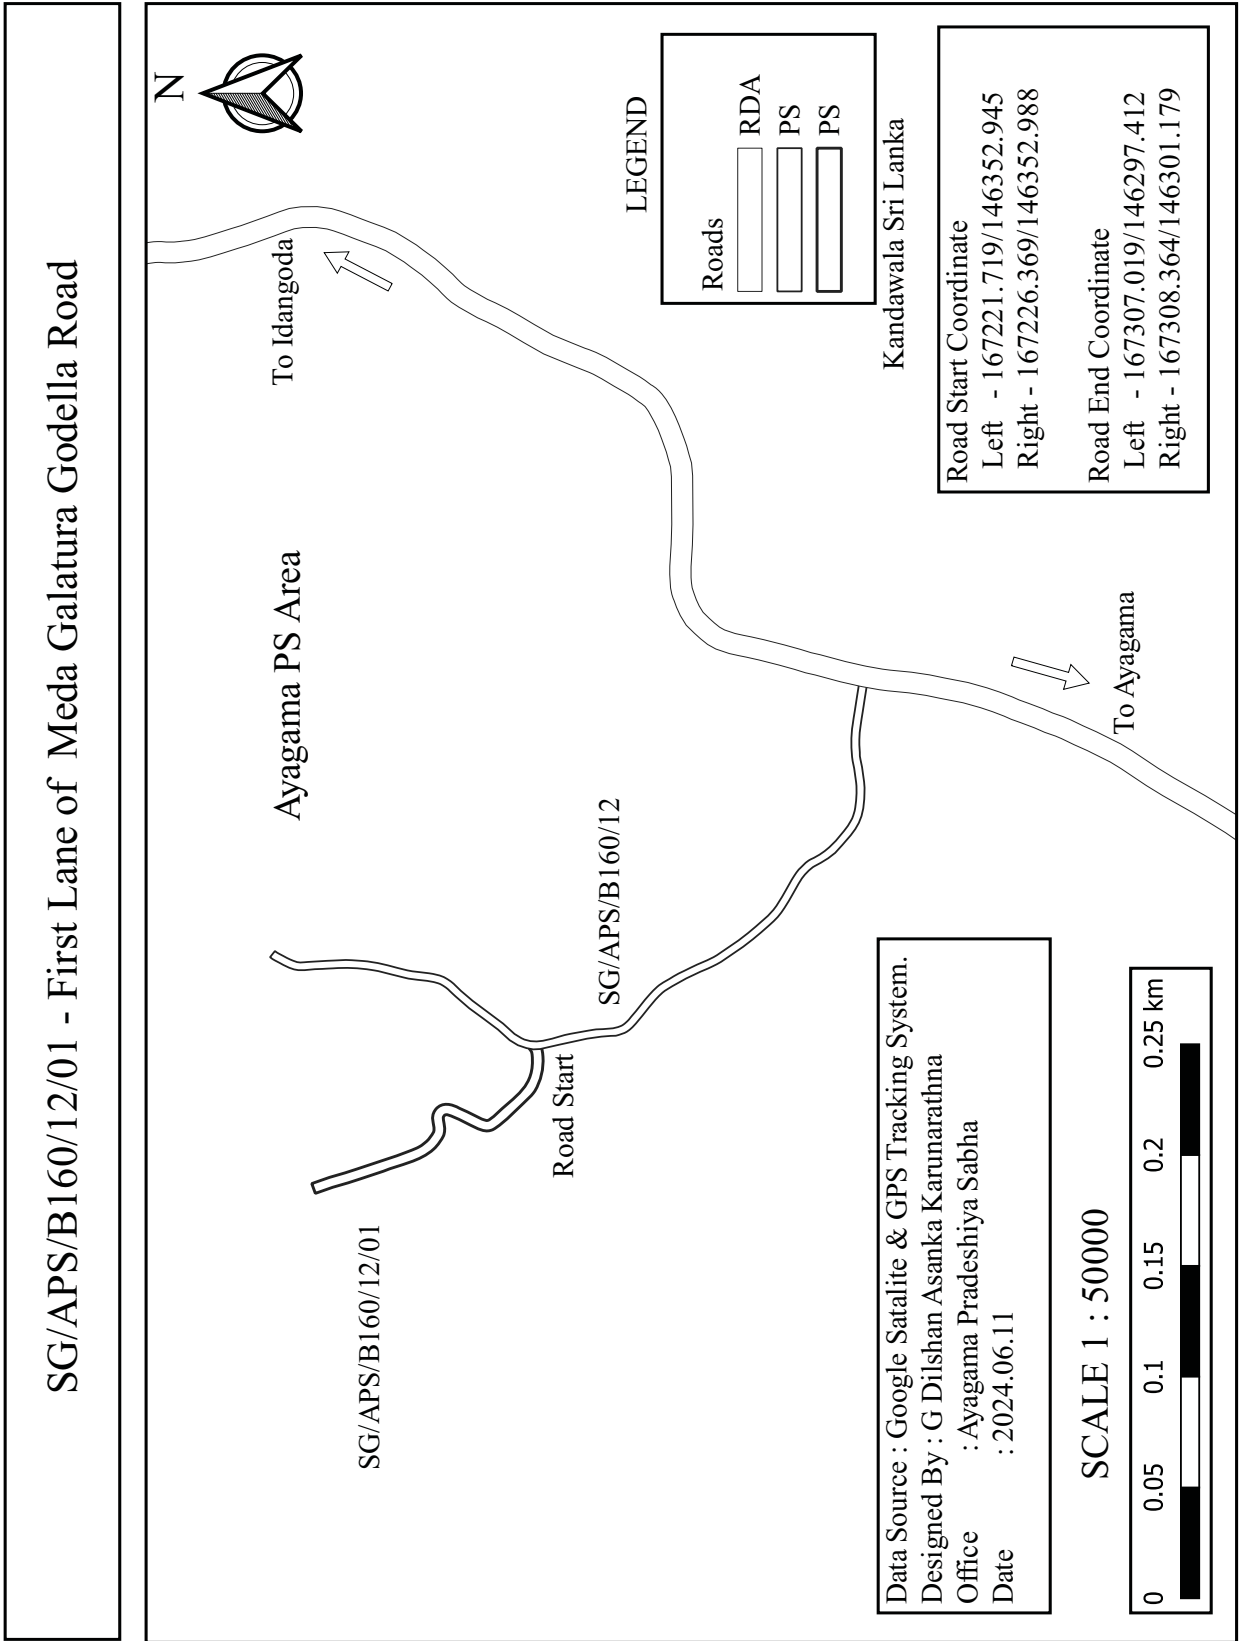 SG/APS/B160/12/01 - First Lane of  Meda Galatura Godella Road
N
To Idangoda
Ayagama PS Area
SG/APS/B160/12/01
Road Start
SG/APS/B160/12
To Ayagama
LEGEND
Roads
RDA
PS
PS
Kandawala Sri Lanka
Road Start Coordinate
Left   - 167221.719/146352.945
Right - 167226.369/146352.988
Road End Coordinate
Left   - 167307.019/146297.412
Right - 167308.364/146301.179
Data Source : Google Satalite & GPS Tracking System.
Designed By : G Dilshan Asanka Karunarathna
Office : Ayagama Pradeshiya Sabha
Date : 2024.06.11
SCALE 1 : 50000
0 0.05 0.1 0.15 0.2 0.25 km